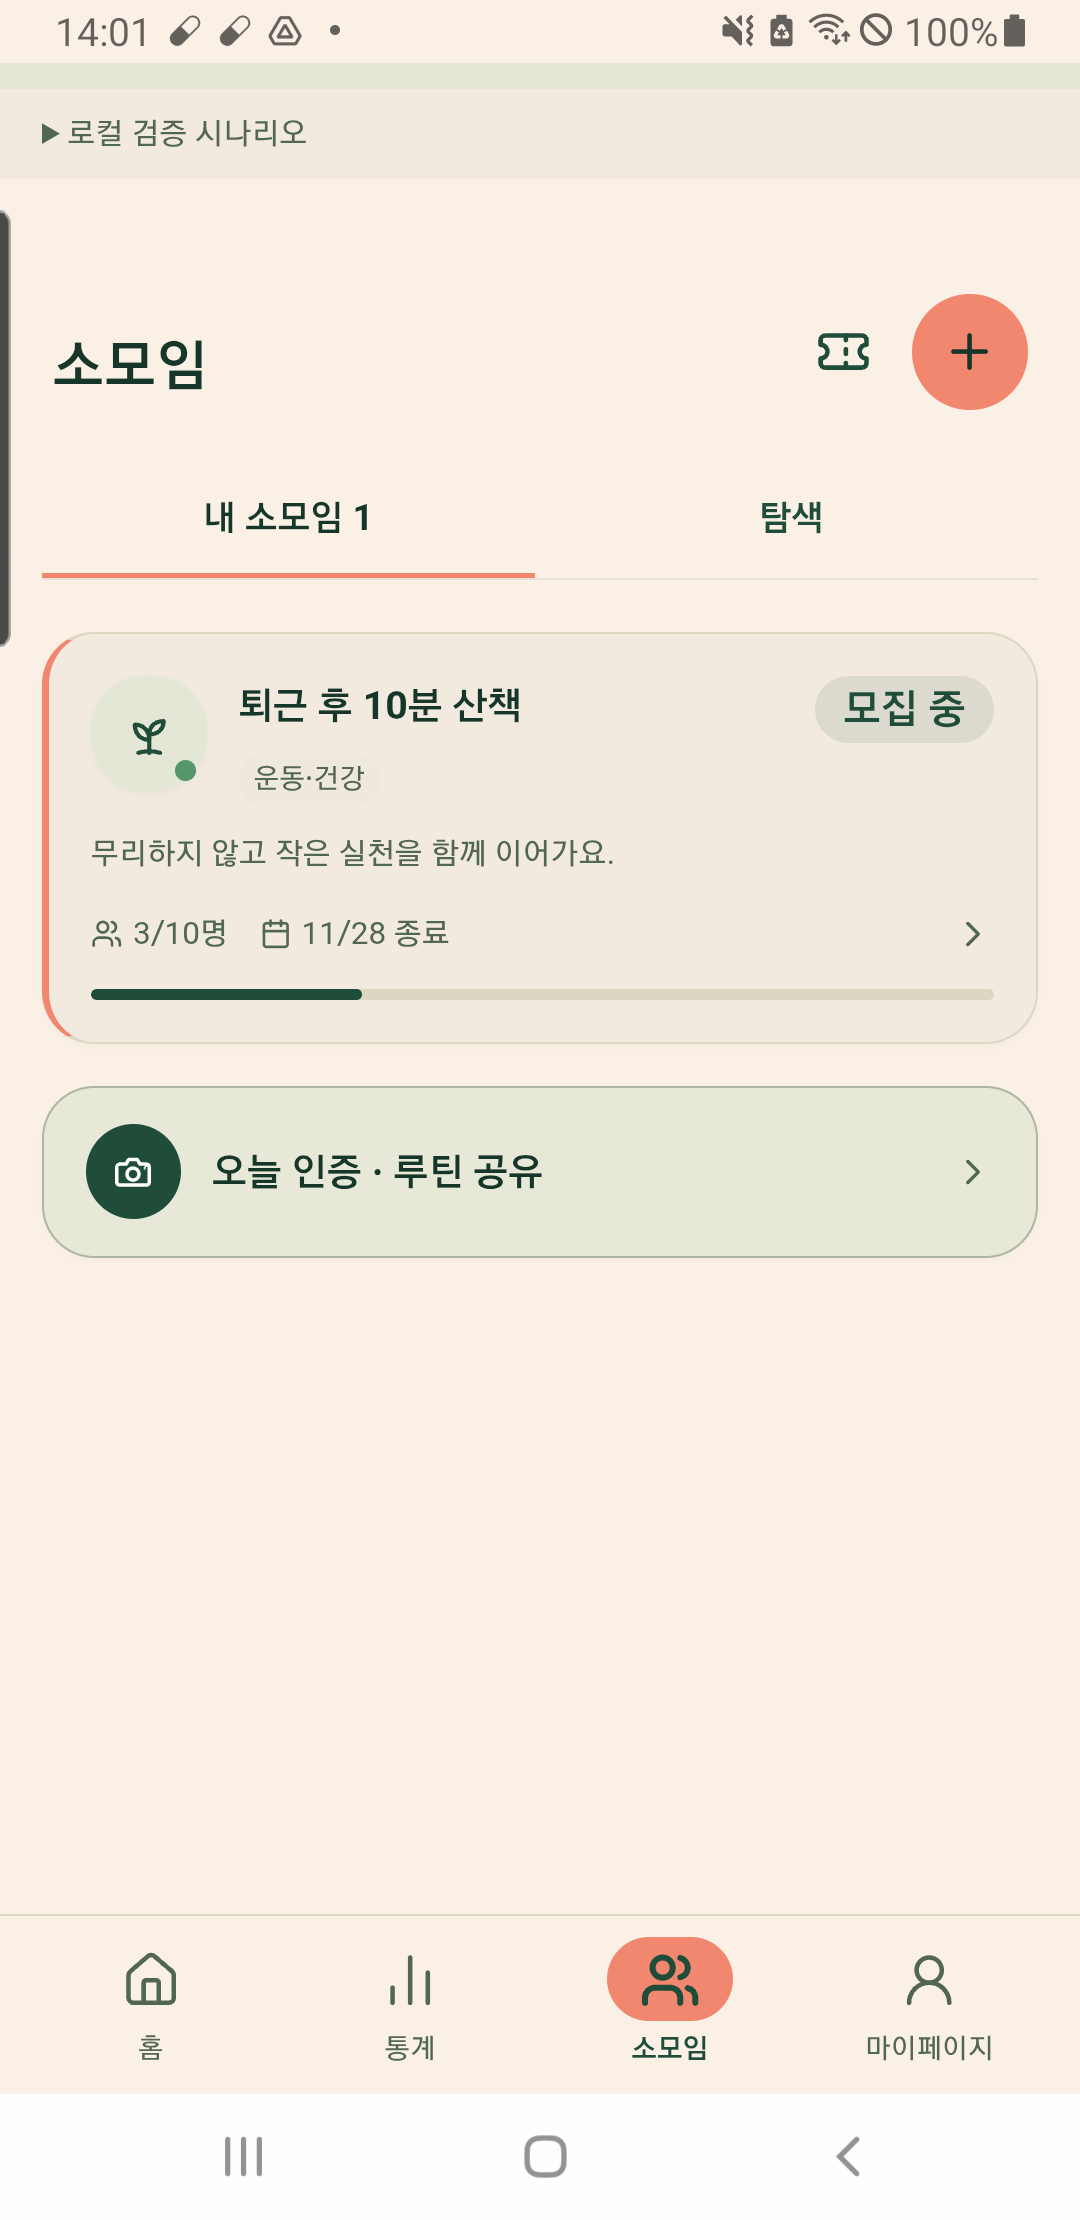 14:01
100%
▶ 로컬 검증 시나리오
소모임
내 소모임 1
탐색
퇴근 후 10분 산책
모집 중
운동·건강
무리하지 않고 작은 실천을 함께 이어가요.
3/10명
11/28 종료
오늘 인증 · 루틴 공유
홈
통계
소모임
마이페이지